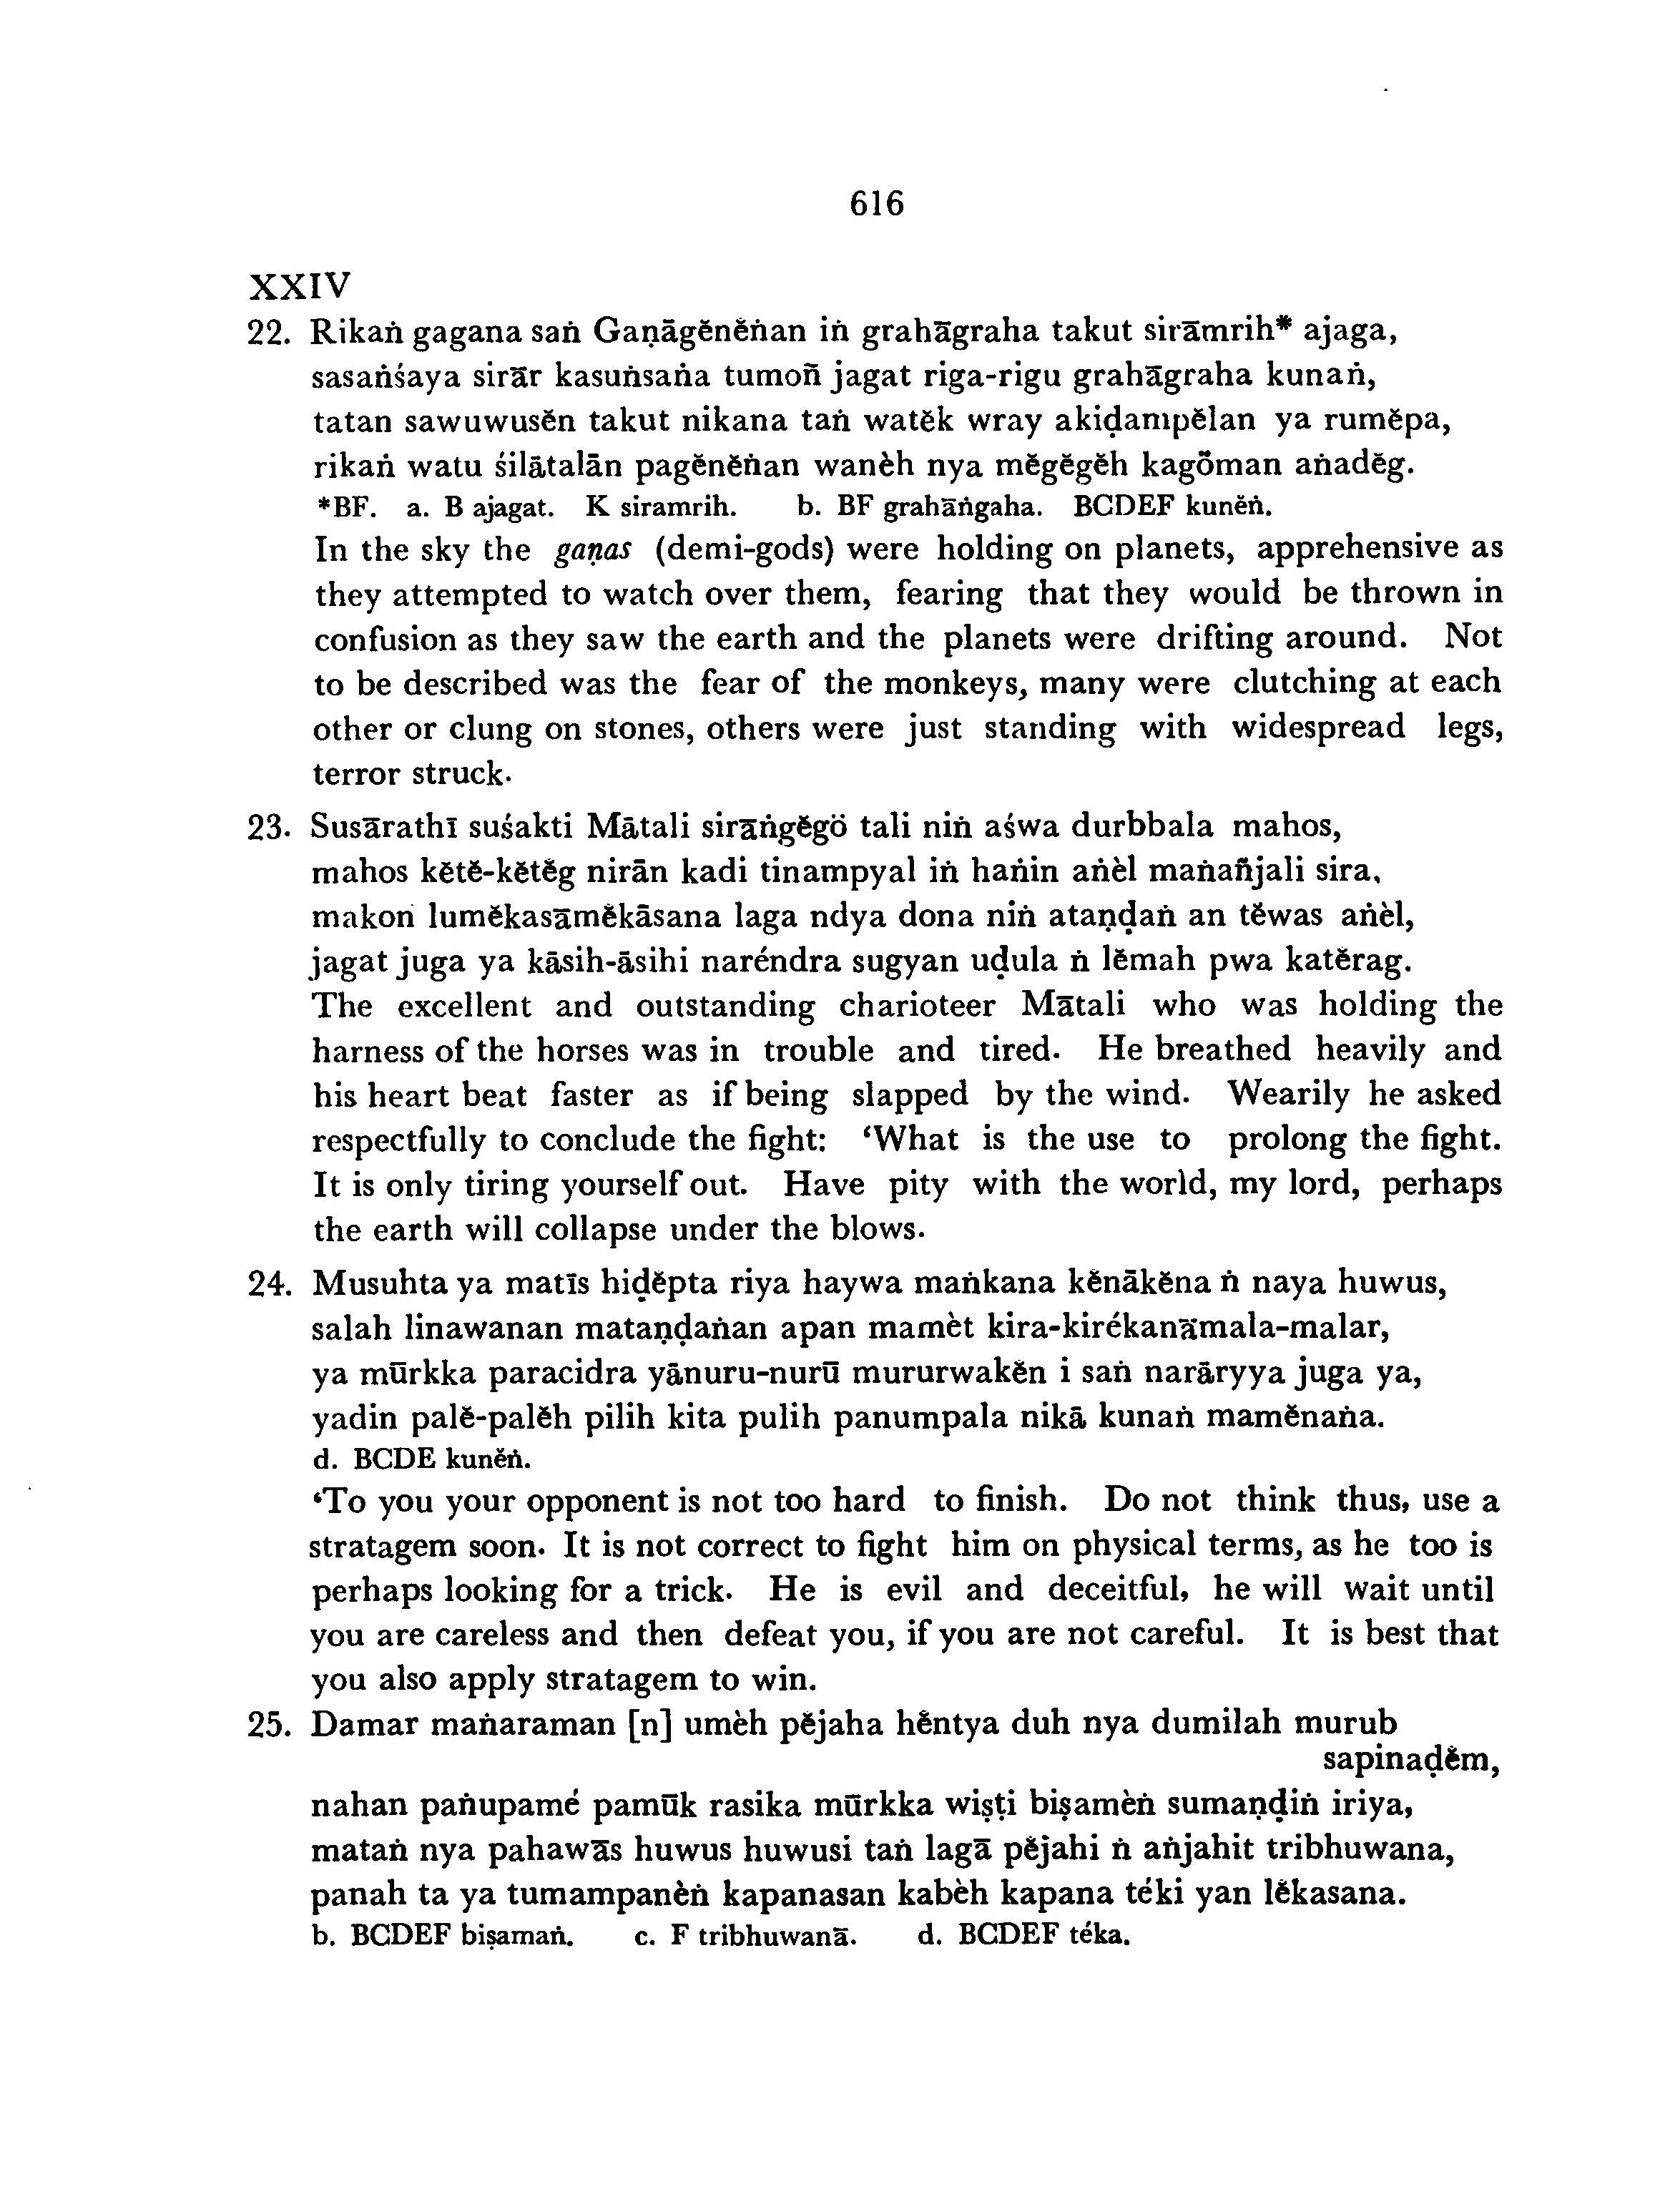 616
XXIV
22. Rikaṅ gagana saṅ Gaṇāgĕnĕṅan iṅ grahāgraha takut sirāmrih* ajaga,
sasaṅśaya sirār kasuṅsaṅa tumoñ jagat riga-rigu grahāgraha kunaṅ,
tatan sawuwusĕn takut nikana taṅ watĕk wray akiḍampĕlan ya rumĕpa,
rikaṅ watu śilātalān pagĕnĕṅan wanèh nya mĕgĕgĕh kagöman aṅadĕg.
*BF. a. B ajagat. K siramrih. b. BF grahāṅgaha. BCDEF kunĕṅ.
In the sky the gaṇas (demi-gods) were holding on planets, apprehensive as
they attempted to watch over them, fearing that they would be thrown in
confusion as they saw the earth and the planets were drifting around. Not
to be described was the fear of the monkeys, many were clutching at each
other or clung on stones, others were just standing with widespread legs,
terror struck.
23. Susārathī suśakti Mātali sirāṅgĕgö tali niṅ aśwa durbbala mahos,
mahos kĕtĕ-kĕtĕg nirān kadi tinampyal iṅ haṅin aṅèl maṅañjali sira,
makon lumĕkasāmĕkāsana laga ndya dona niṅ ataṇḍaṅ an tĕwas aṅèl,
jagat juga ya kāsih-āsihi naréndra sugyan uḍula ṅ lĕmah pwa katĕrag.
The excellent and outstanding charioteer Mātali who was holding the
harness of the horses was in trouble and tired. He breathed heavily and
his heart beat faster as if being slapped by the wind. Wearily he asked
respectfully to conclude the fight: ‘What is the use to prolong the fight.
It is only tiring yourself out. Have pity with the world, my lord, perhaps
the earth will collapse under the blows.
24. Musuhta ya matīs hiḍĕpta riya haywa maṅkana kĕnākĕna ṅ naya huwus,
salah linawanan mataṇḍaṅan apan mamèt kira-kirékanāmala-malar,
ya mūrkka paracidra yānuru-nurū mururwakĕn i saṅ narāryya juga ya,
yadin palĕ-palĕh pilih kita pulih panumpala nikā kunaṅ mamĕnaṅa.
d. BCDE kunĕṅ.
‘To you your opponent is not too hard to finish. Do not think thus, use a
stratagem soon. It is not correct to fight him on physical terms, as he too is
perhaps looking for a trick. He is evil and deceitful, he will wait until
you are careless and then defeat you, if you are not careful. It is best that
you also apply stratagem to win.
25. Damar maṅaraman [n] umèh pĕjaha hĕntya duh nya dumilah murub
sapinaḍĕm,
nahan paṅupamé pamūk rasika mūrkka wiṣṭi biṣamèṅ sumaṇḍiṅ iriya,
mataṅ nya pahawās huwus huwusi taṅ lagā pĕjahi ṅ aṅjahit tribhuwana,
panah ta ya tumampanèṅ kapanasan kabèh kapana téki yan lĕkasana.
b. BCDEF biṣamaṅ. c. F tribhuwanā. d. BCDEF téka.